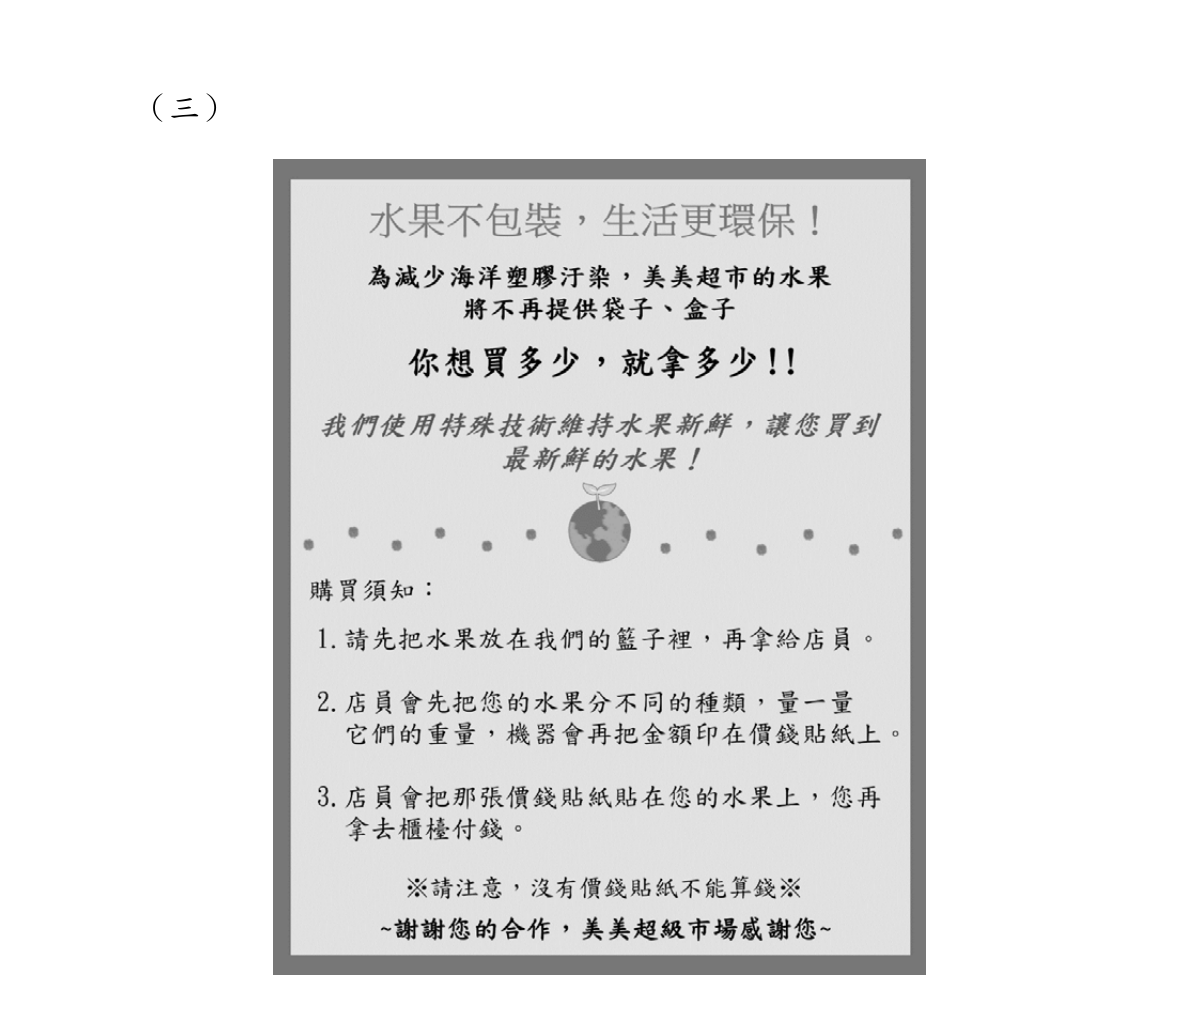 （三）
水果不包裝，生活更環保！
為減少海洋塑膠汙染，美美超市的水果
將不再提供袋子、盒子
你想買多少，就拿多少!!
我們使用特殊技術維持水果新鮮，讓您買到
最新鮮的水果！
購買須知：
1.請先把水果放在我們的籃子裡，再拿給店員。
2.店員會先把您的水果分不同的種類，量一量
它們的重量，機器會再把金額印在價錢貼紙上。
3.店員會把那張價錢貼紙貼在您的水果上，您再
拿去櫃檯付錢。
※請注意，沒有價錢貼紙不能算錢※
~謝謝您的合作，美美超級市場感謝您~